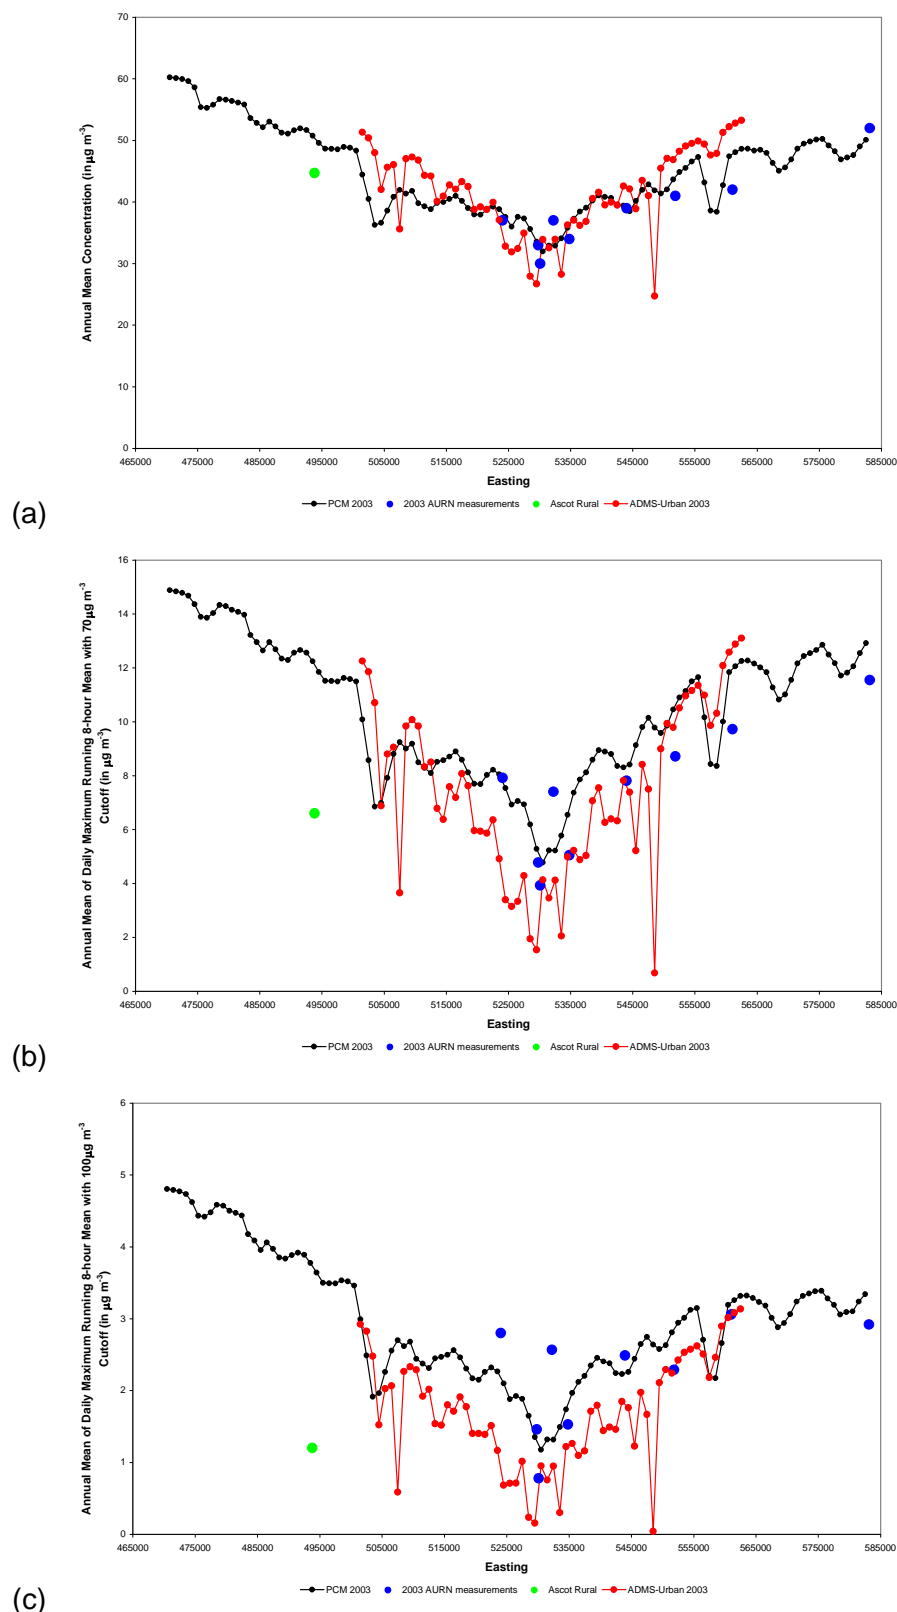 Annual Mean Concentration (in µg m-3)
70
60
50
40
30
20
10
0
465000 475000 485000 495000 505000 515000 525000 535000 545000 555000 565000 575000 585000
Easting
PCM 2003 2003 AURN measurements Ascot Rural ADMS-Urban 2003
(a)
Annual Mean of Daily Maximum Running 8-hour Mean with 70µg m-3
Cutoff (in µg m-3)
16
14
12
10
8
6
4
2
0
465000 475000 485000 495000 505000 515000 525000 535000 545000 555000 565000 575000 585000
Easting
PCM 2003 2003 AURN measurements Ascot Rural ADMS-Urban 2003
(b)
Annual Mean of Daily Maximum Running 8-hour Mean with 100µg m-3
Cutoff (in µg m-3)
6
5
4
3
2
1
0
465000 475000 485000 495000 505000 515000 525000 535000 545000 555000 565000 575000 585000
Easting
PCM 2003 2003 AURN measurements Ascot Rural ADMS-Urban 2003
(c)